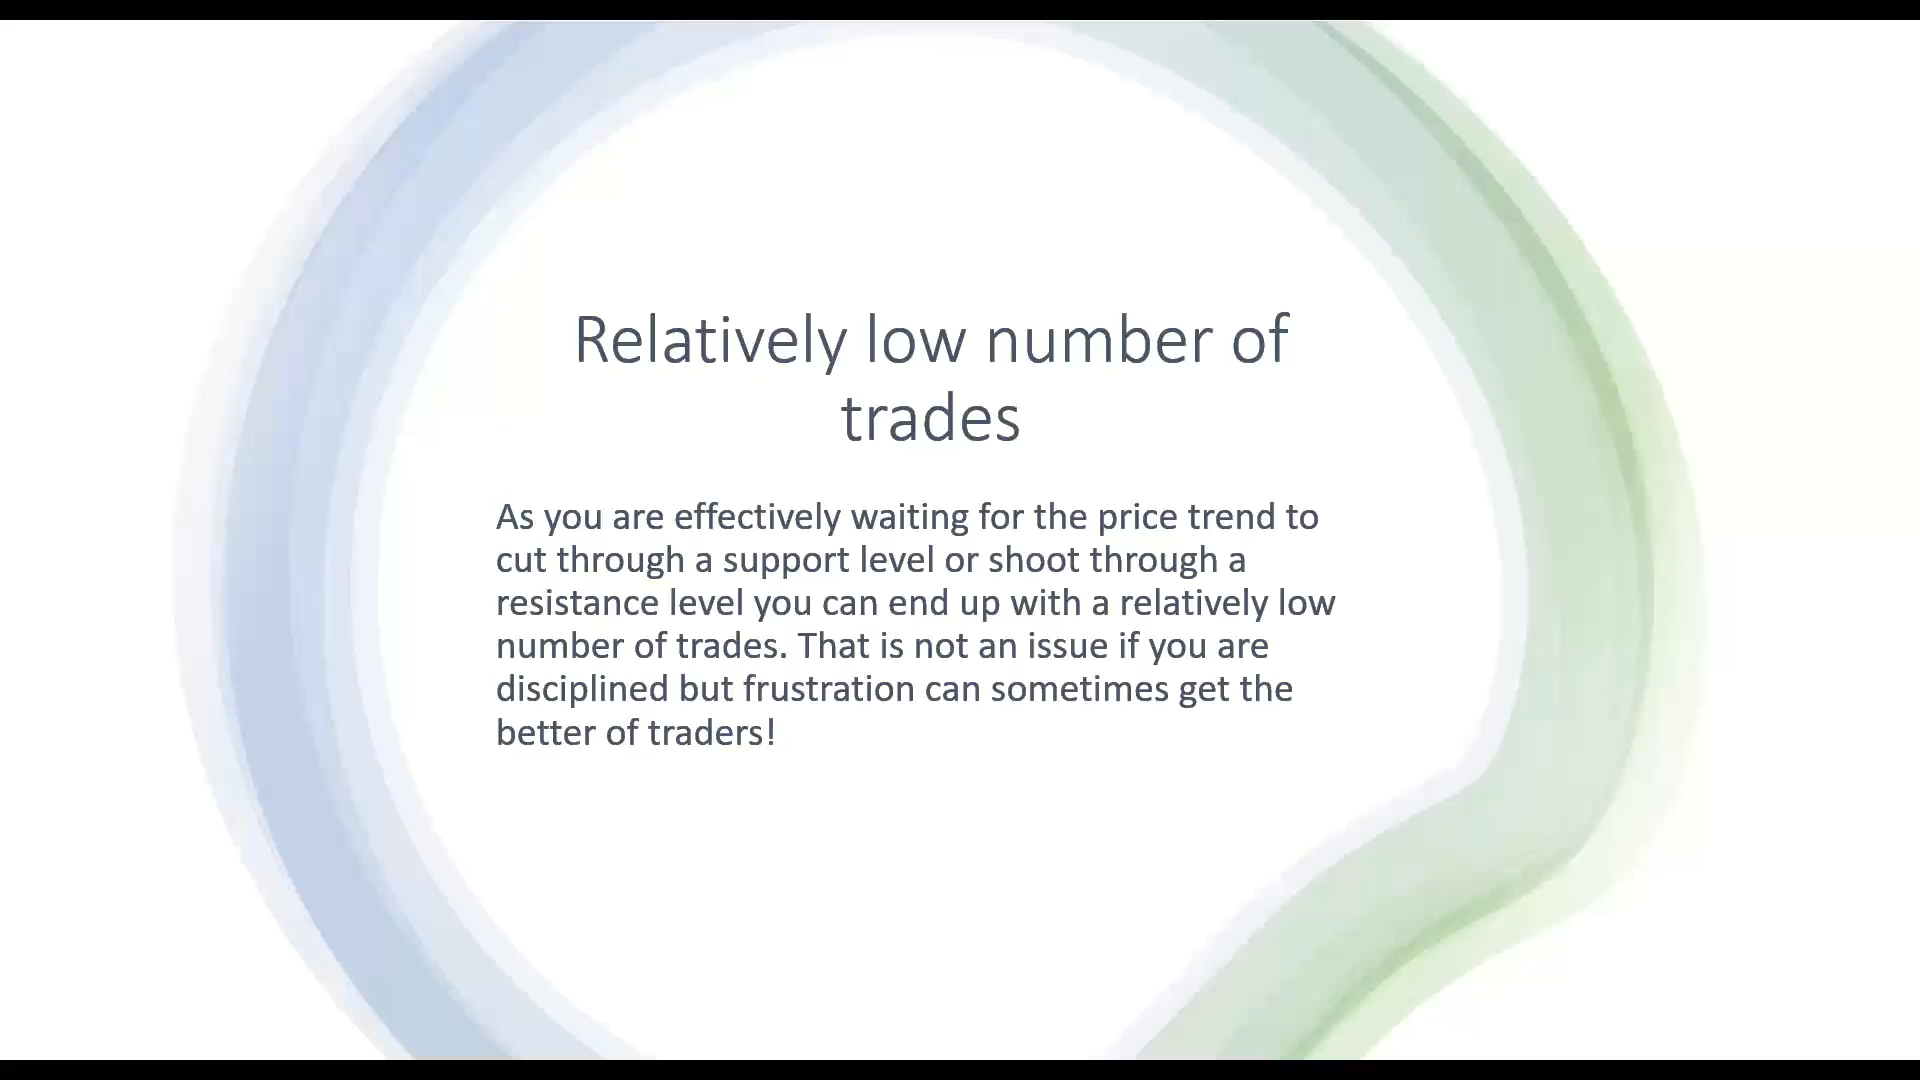 Relatively low number of
trades
As you are effectively waiting for the price trend to
cut through a support level or shoot through a
resistance level you can end up with a relatively low
number of trades. That is not an issue if you are
disciplined but frustration can sometimes get the
better of traders!